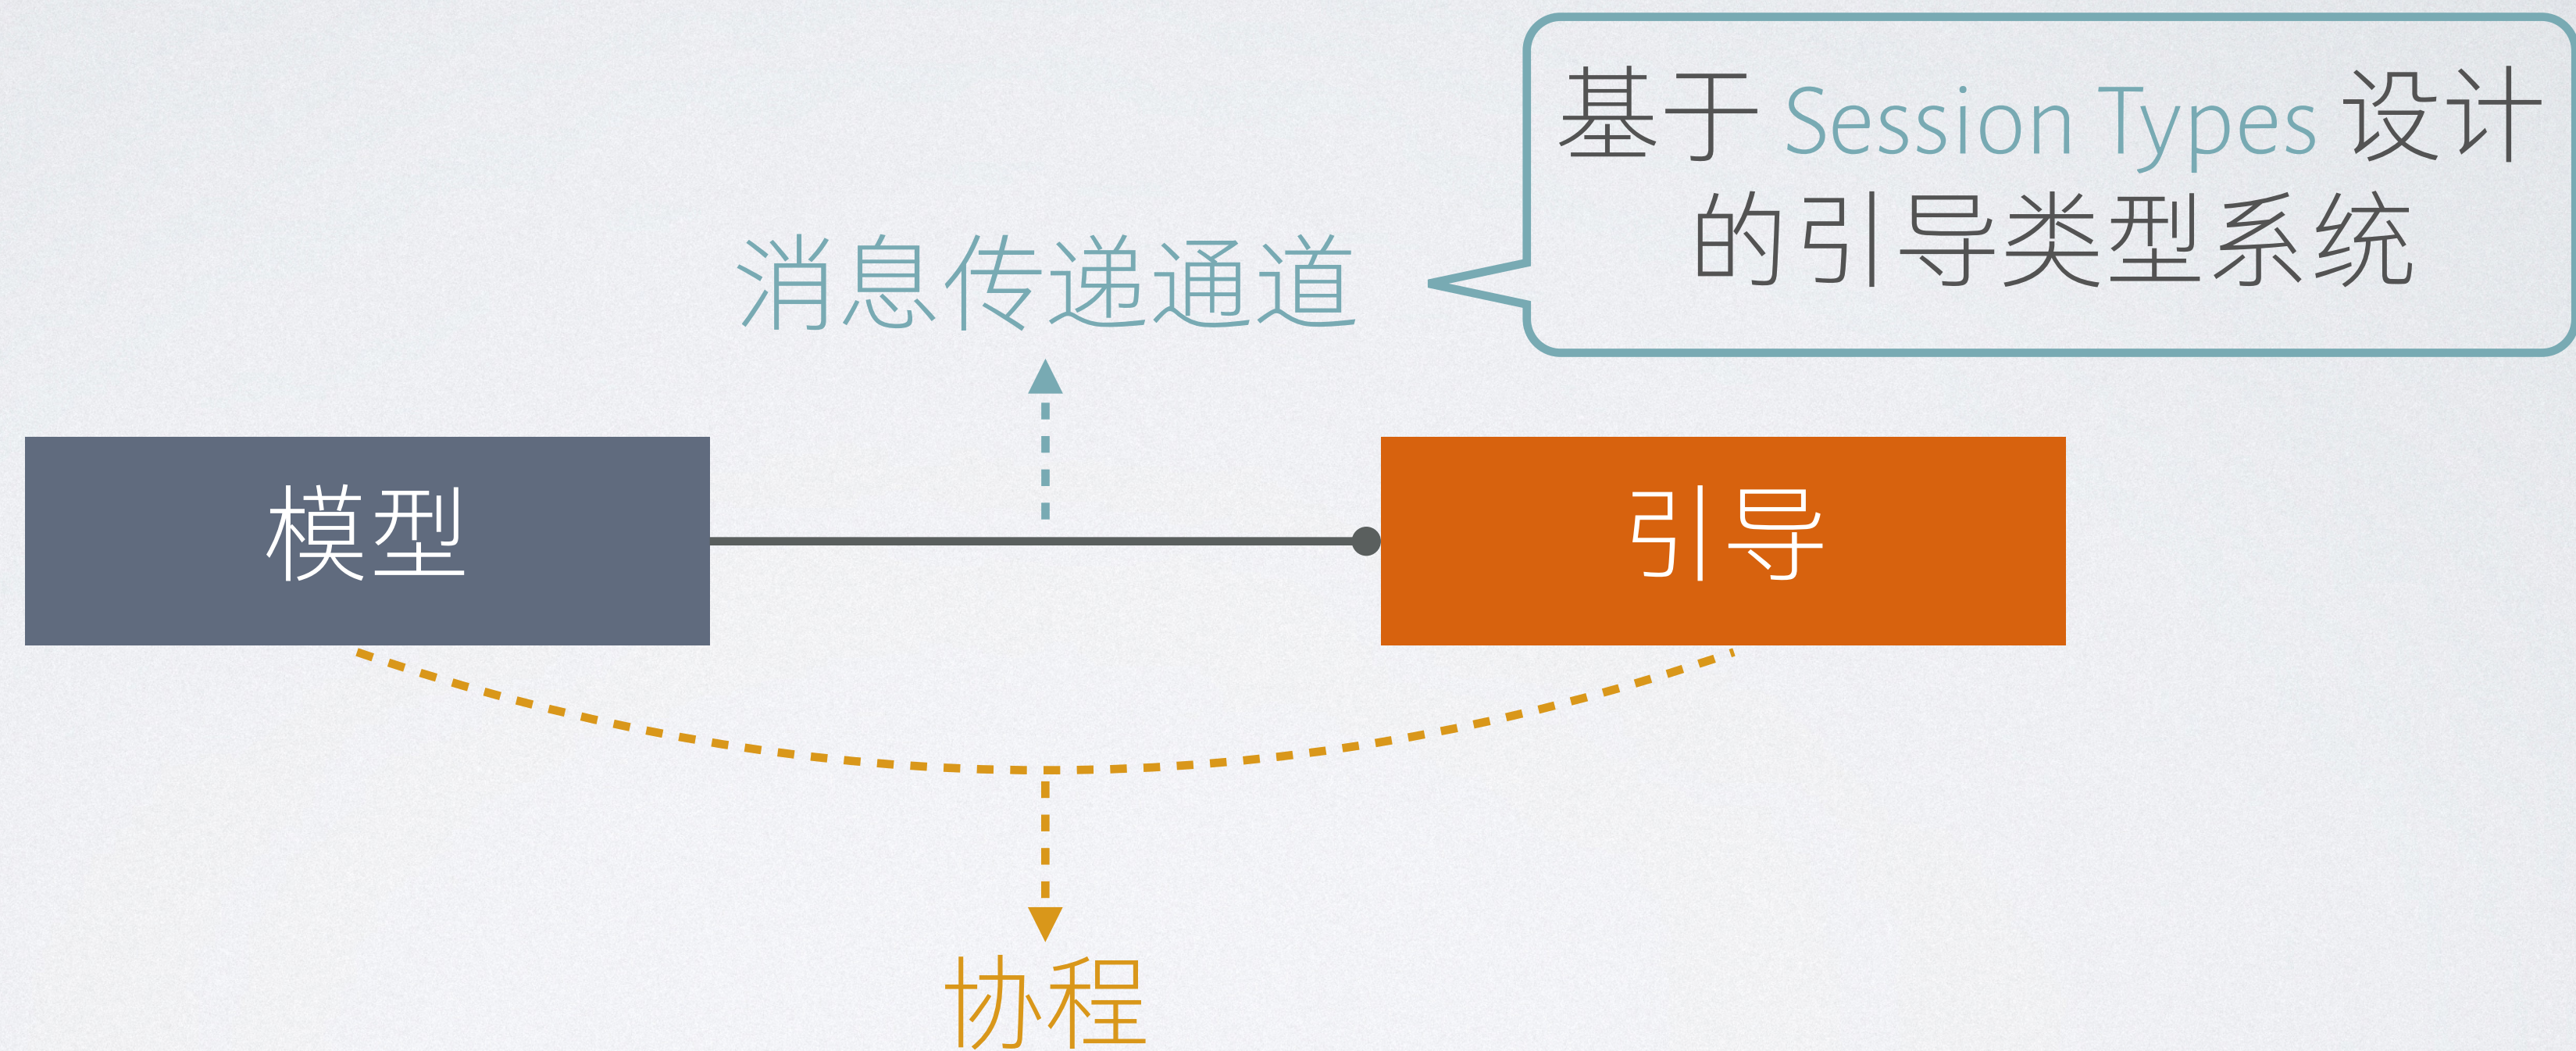 基于 Session Types 设计
的引导类型系统
消息传递通道
模型
引导
协程